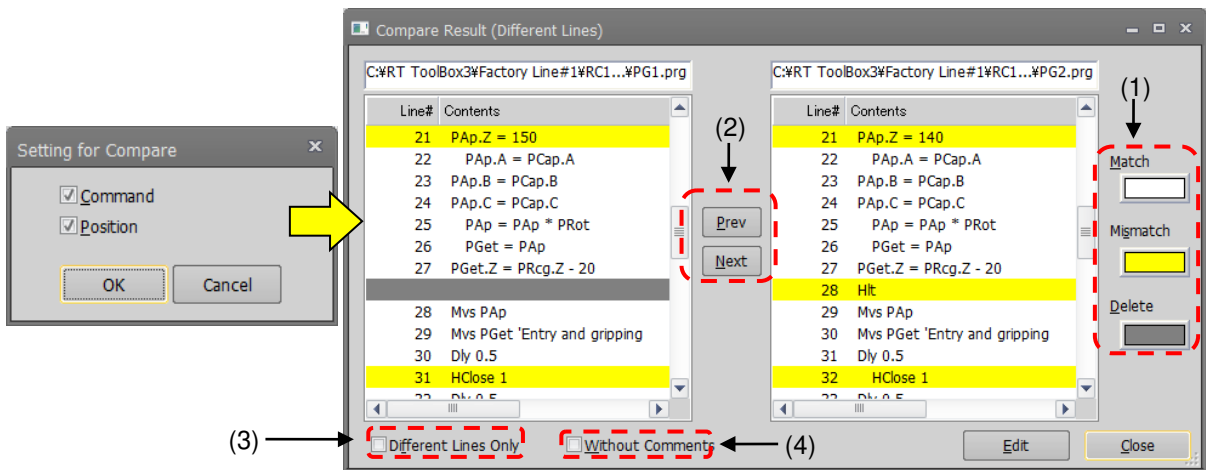 Setting for Compare
Command
Position
OK
Cancel
Compare Result (Different Lines)
C:¥RT ToolBox3¥Factory Line#1¥RC1...¥PG1.prg
Line# Contents
21 PAp.Z = 150
22 PAp.A = PCap.A
23 PAp.B = PCap.B
24 PAp.C = PCap.C
25 PAp = PAp * PRot
26 PGet = PAp
27 PGet.Z = PRcg.Z - 20
28 Mvs PAp
29 Mvs PGet 'Entry and gripping
30 Dly 0.5
31 HClose 1
(2)
Prev
Next
C:¥RT ToolBox3¥Factory Line#1¥RC1...¥PG2.prg
Line# Contents
21 PAp.Z = 140
22 PAp.A = PCap.A
23 PAp.B = PCap.B
24 PAp.C = PCap.C
25 PAp = PAp * PRot
26 PGet = PAp
27 PGet.Z = PRcg.Z - 20
28 Hlt
29 Mvs PAp
30 Mvs PGet 'Entry and gripping
31 Dly 0.5
32 HClose 1
(1)
Match
Mismatch
Delete
(3)
Different Lines Only
Without Comments
(4)
Edit
Close